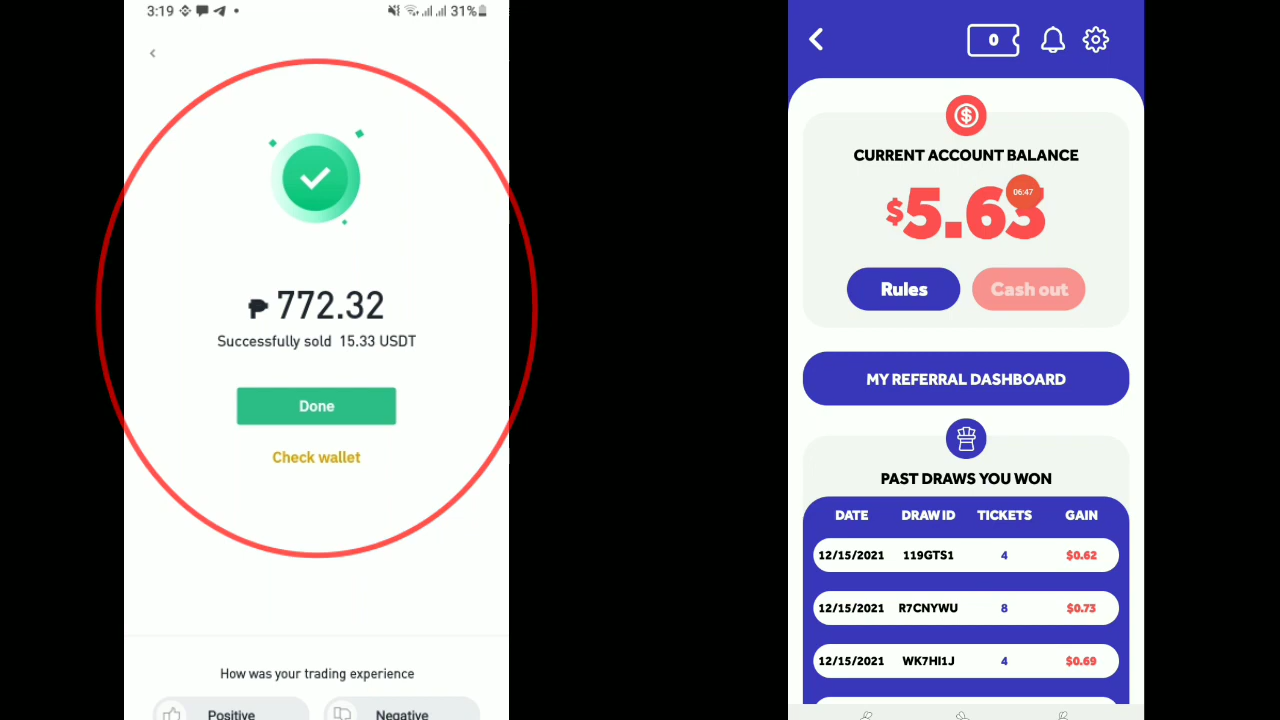 3:19
31%
₱ 772.32
Successfully sold 15.33 USDT
Done
Check wallet
How was your trading experience
Positive
Negative
0
CURRENT ACCOUNT BALANCE
$5.63
06:47
Rules
Cash out
MY REFERRAL DASHBOARD
PAST DRAWS YOU WON
DATE DRAW ID TICKETS GAIN
12/15/2021 119GTS1 4 $0.62
12/15/2021 R7CNYWU 8 $0.73
12/15/2021 WK7HI1J 4 $0.69